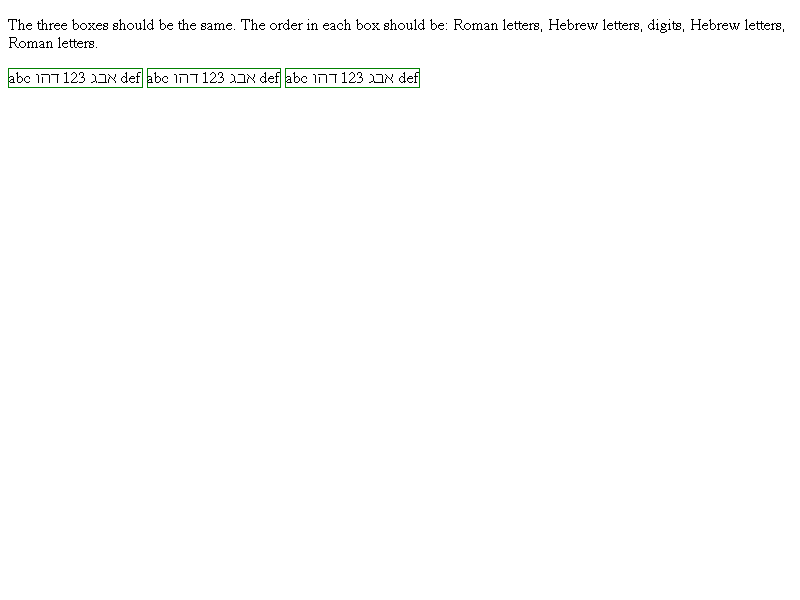 The three boxes should be the same. The order in each box should be: Roman letters, Hebrew letters, digits, Hebrew letters,
Roman letters.
abc אבג 123 דהו def abc אבג 123 דהו def abc אבג 123 דהו def